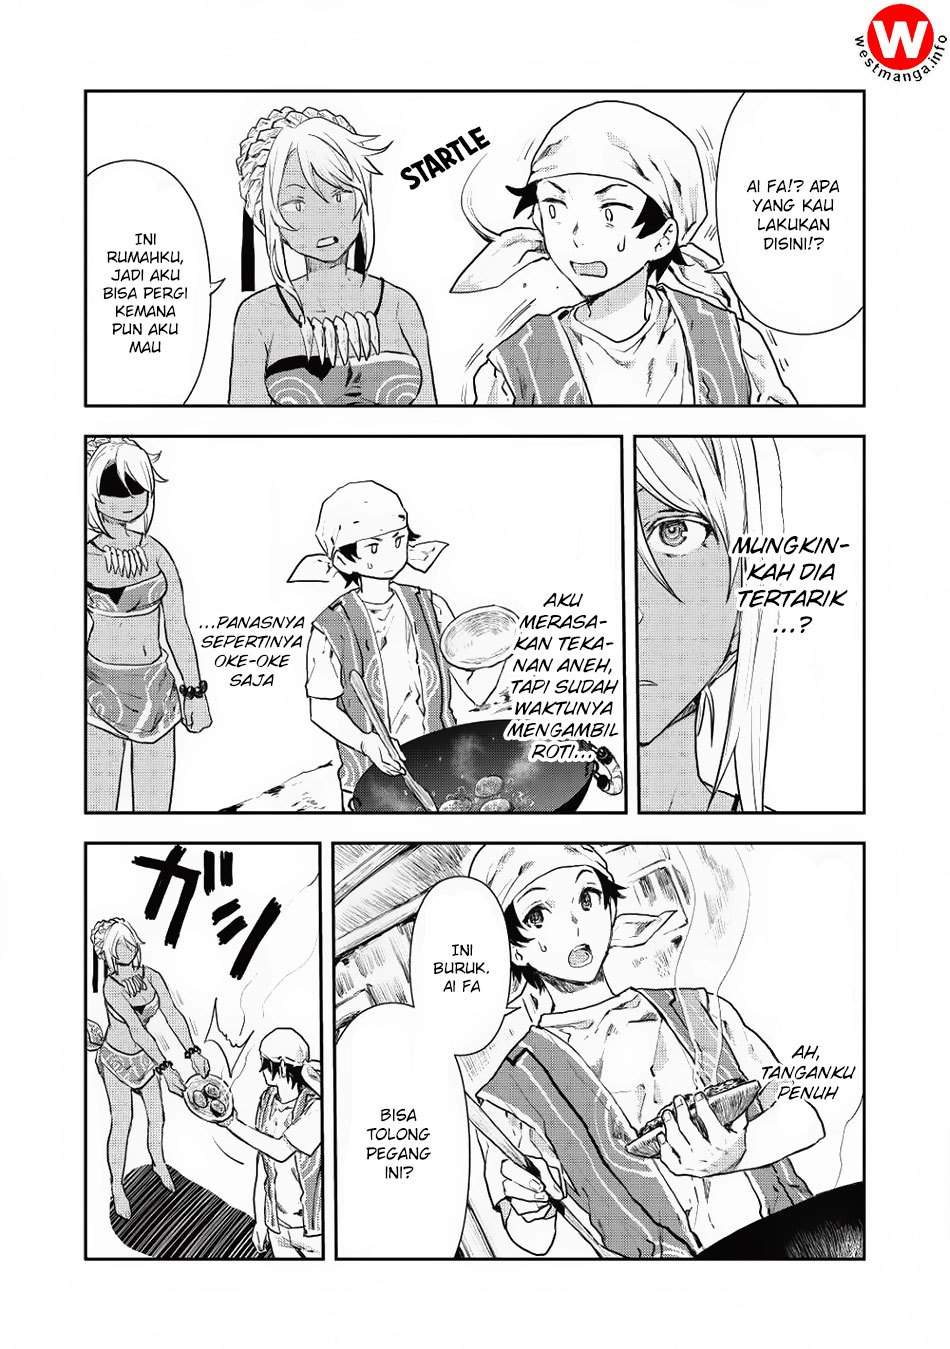 W
westmanga.info
AI FA!? APA
YANG KAU
LAKUKAN
DISINI!?
STARTLE
INI
RUMAHKU,
JADI AKU
BISA PERGI
KEMANA
PUN AKU
MAU
MUNGKIN-
KAH DIA
TERTARIK
...?
AKU
MERASA-
KAN TEKA-
NAN ANEH,
TAPI SUDAH
WAKTUNYA
MENGAMBIL
ROTI...
...PANASNYA
SEPERTINYA
OKE-OKE
SAJA
AH,
TANGANKU
PENUH
INI
BURUK.
AI FA
BISA
TOLONG
PEGANG
INI?
ガシ